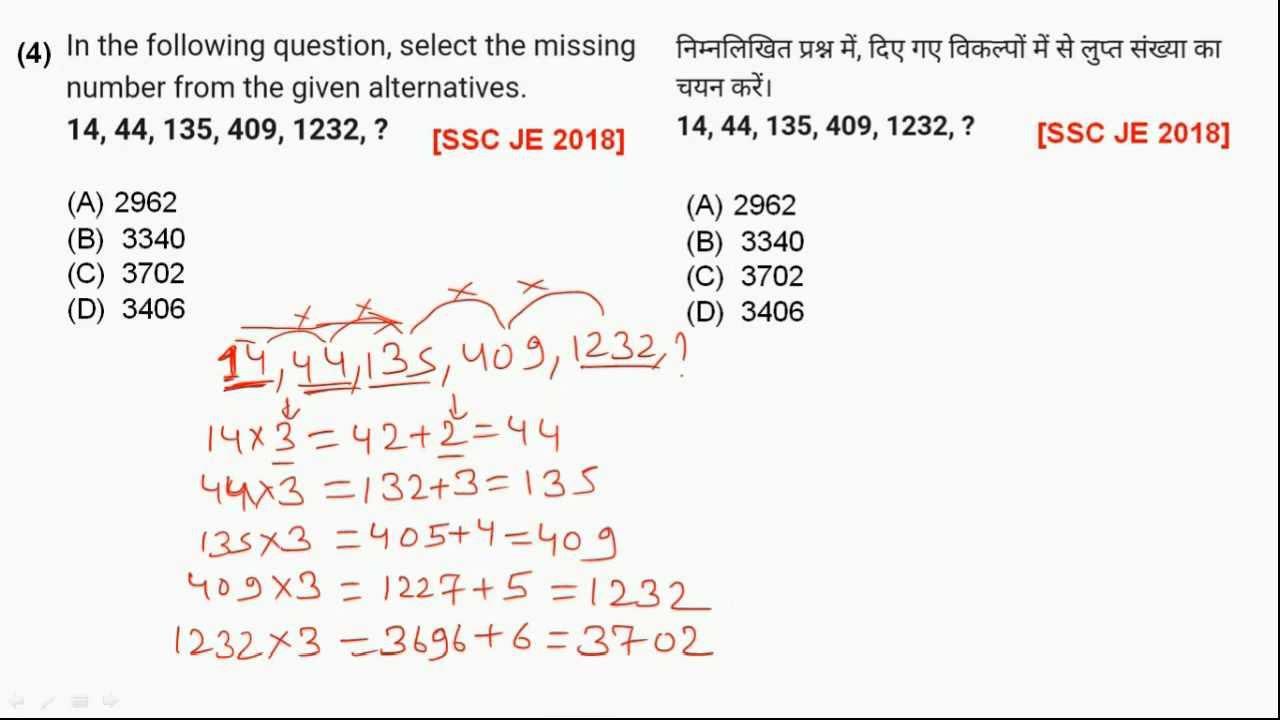 (4) In the following question, select the missing
number from the given alternatives.
14, 44, 135, 409, 1232, ? [SSC JE 2018]
(A) 2962
(B) 3340
(C) 3702
(D) 3406
निम्नलिखित प्रश्न में, दिए गए विकल्पों में से लुप्त संख्या का
चयन करें।
14, 44, 135, 409, 1232, ? [SSC JE 2018]
(A) 2962
(B) 3340
(C) 3702
(D) 3406
14, 44, 135, 409, 1232, ?
14 × 3 = 42 + 2 = 44
44 × 3 = 132 + 3 = 135
135 × 3 = 405 + 4 = 409
409 × 3 = 1227 + 5 = 1232
1232 × 3 = 3696 + 6 = 3702